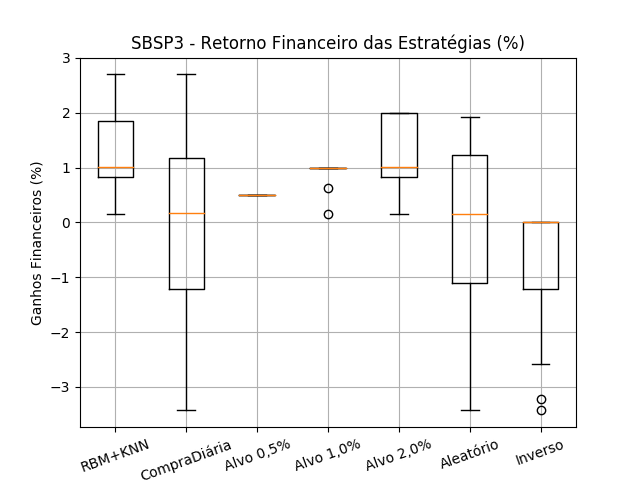 SBSP3 - Retorno Financeiro das Estratégias (%)
Ganhos Financeiros (%)
3
2
1
0
−1
−2
−3
RBM+KNN
CompraDiária
Alvo 0,5%
Alvo 1,0%
Alvo 2,0%
Aleatório
Inverso